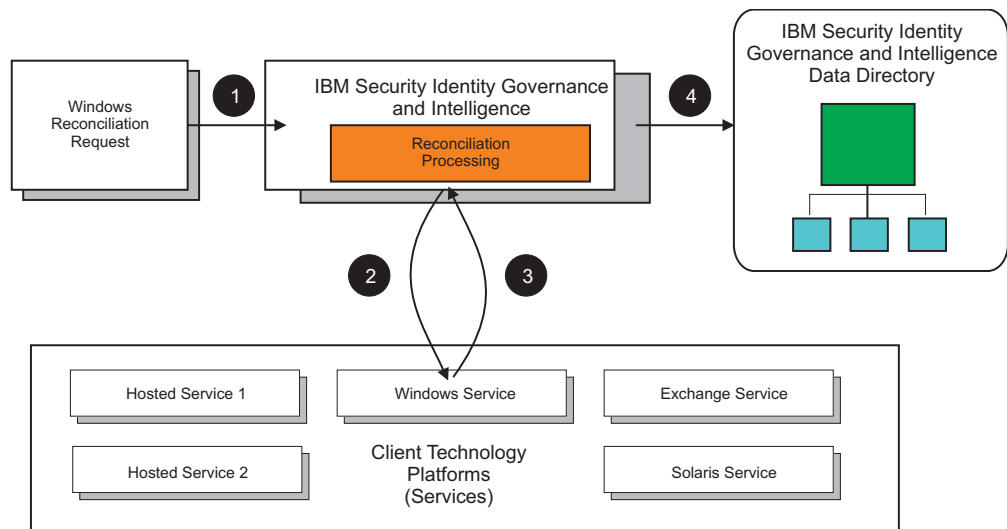 Windows
Reconciliation
Request
1
IBM Security Identity Governance
and Intelligence
Reconciliation
Processing
4
IBM Security Identity
Governance and Intelligence
Data Directory
2
3
Hosted Service 1
Windows Service
Exchange Service
Hosted Service 2
Client Technology
Platforms
(Services)
Solaris Service